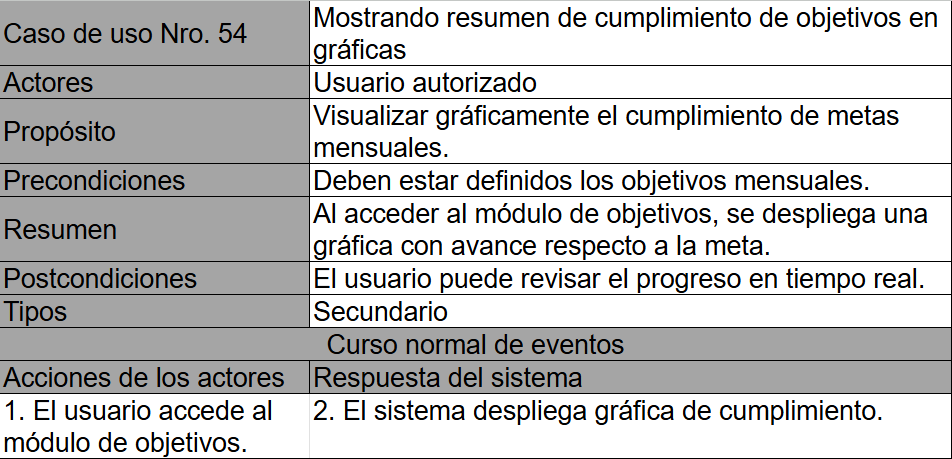 Caso de uso Nro. 54
Mostrando resumen de cumplimiento de objetivos en
gráficas
Actores
Usuario autorizado
Propósito
Visualizar gráficamente el cumplimiento de metas
mensuales.
Precondiciones
Deben estar definidos los objetivos mensuales.
Resumen
Al acceder al módulo de objetivos, se despliega una
gráfica con avance respecto a la meta.
Postcondiciones
El usuario puede revisar el progreso en tiempo real.
Tipos
Secundario
Curso normal de eventos
Acciones de los actores
Respuesta del sistema
1. El usuario accede al
módulo de objetivos.
2. El sistema despliega gráfica de cumplimiento.